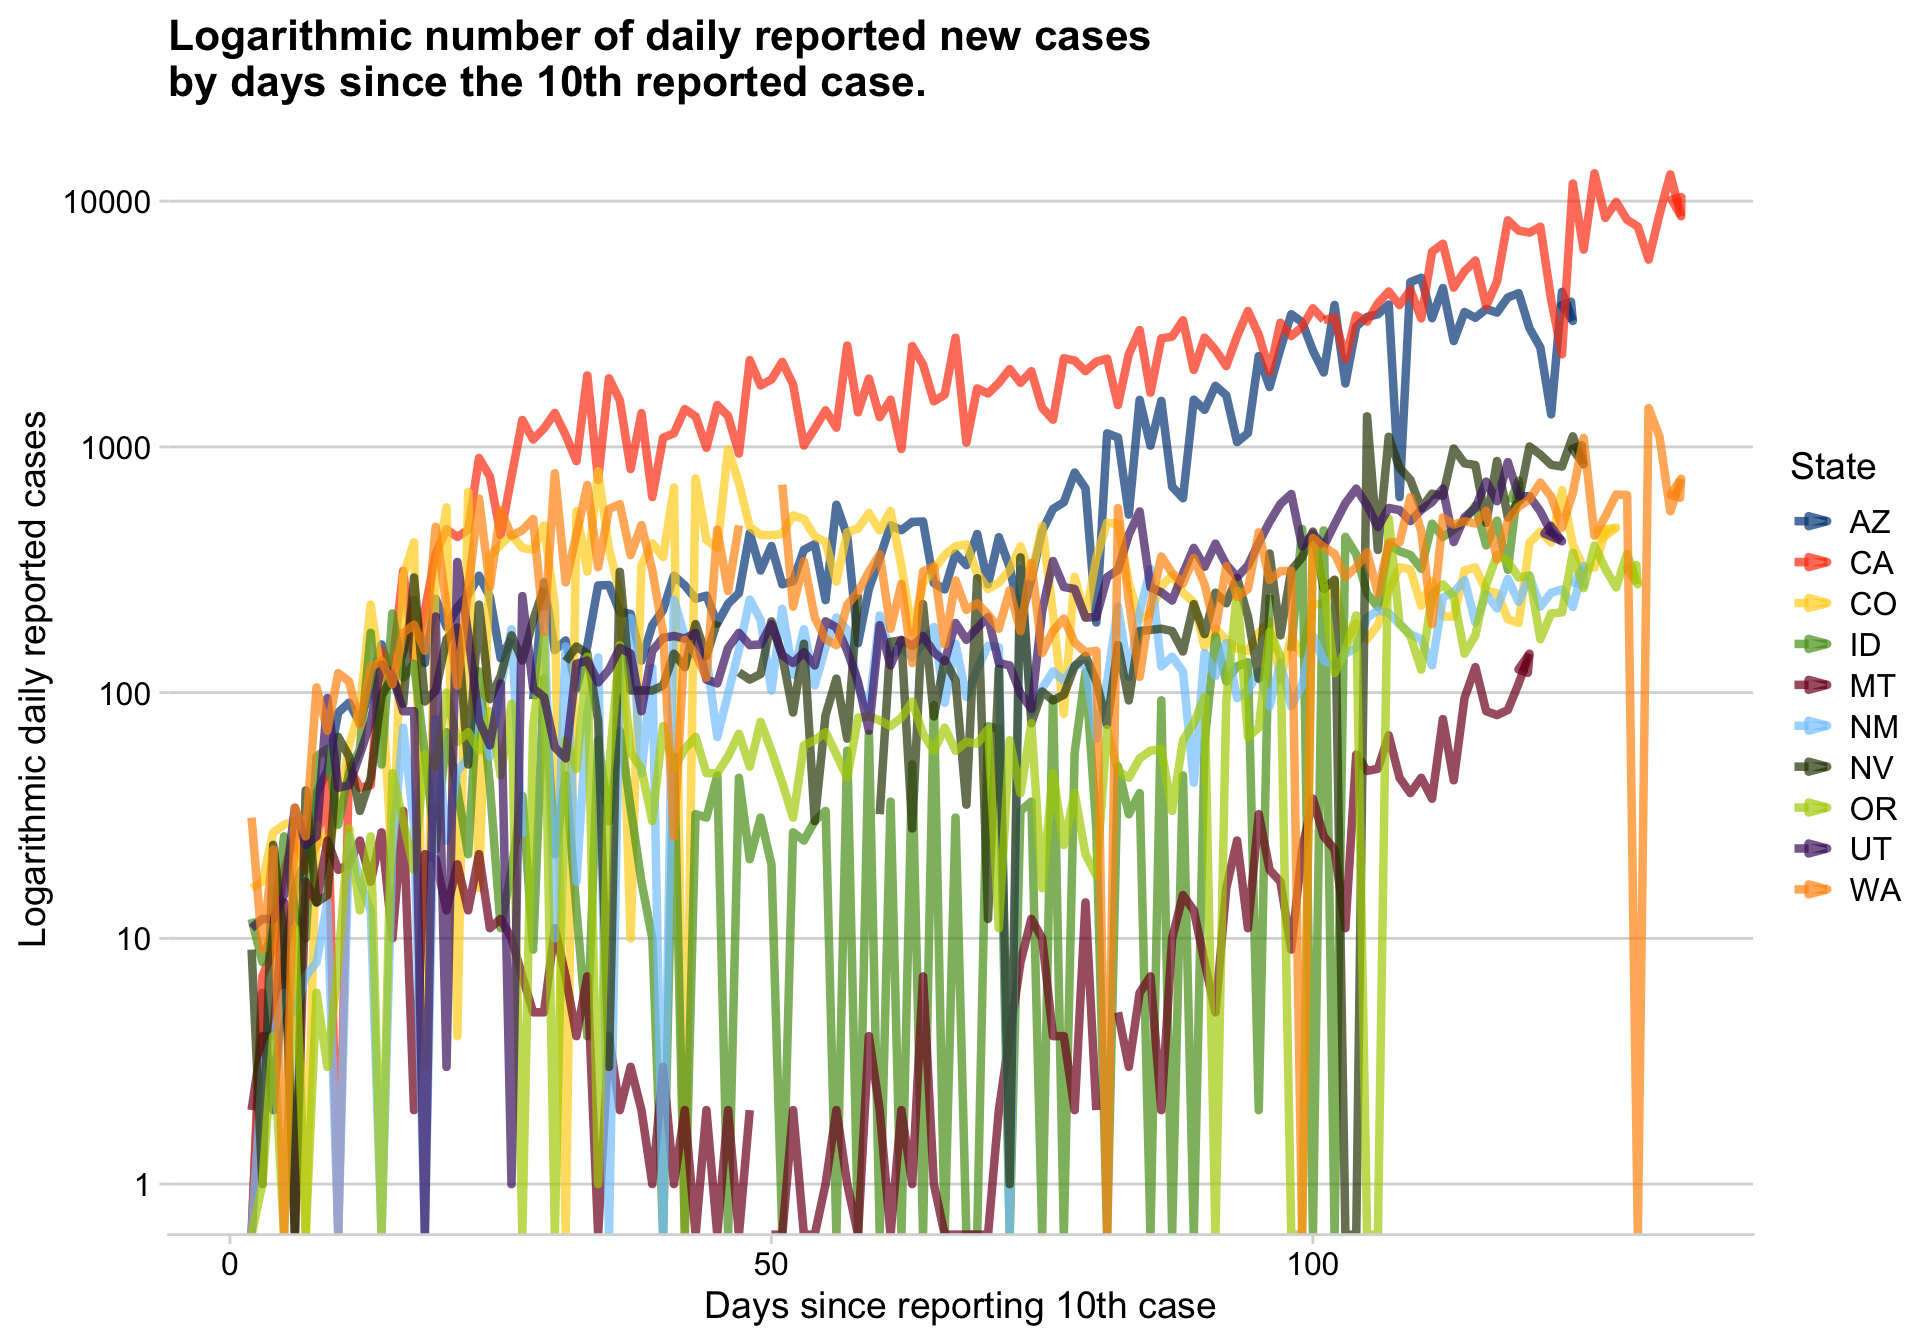 Logarithmic number of daily reported new cases
by days since the 10th reported case.
Logarithmic daily reported cases
10000
1000
100
10
1
0
50
100
Days since reporting 10th case
State
AZ
CA
CO
ID
MT
NM
NV
OR
UT
WA